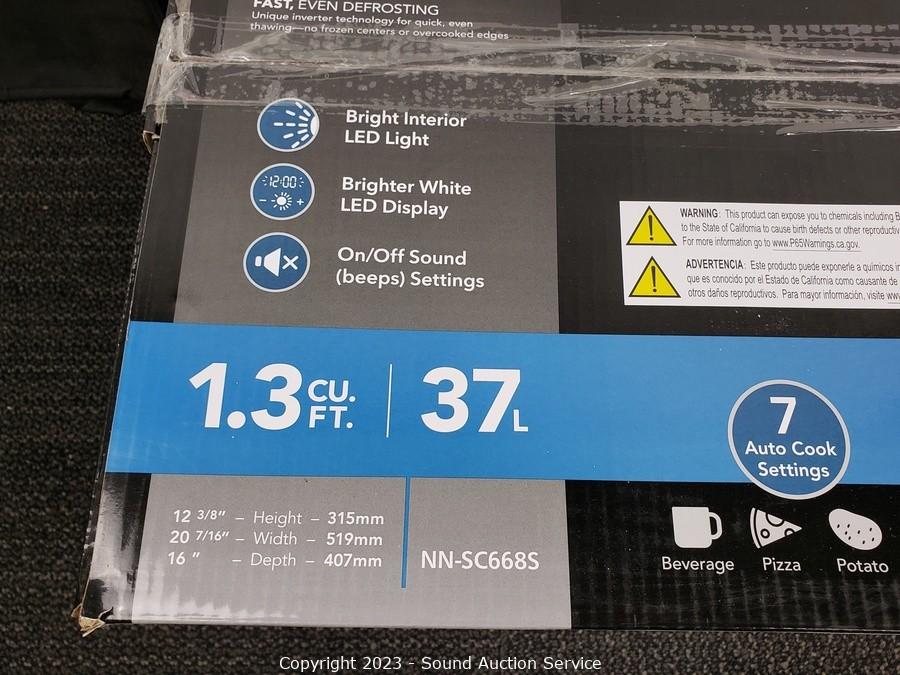 FAST, EVEN DEFROSTING
Unique inverter technology for quick, even
thawing—no frozen centers or overcooked edges
Bright Interior
LED Light
12:00
Brighter White
LED Display
On/Off Sound
(beeps) Settings
WARNING: This product can expose you to chemicals including
to the State of California to cause birth defects or other
For more information go to www.P65Warnings.ca.gov.
ADVERTENCIA: Este producto puede exponerle a químicos
que es conocido por el Estado de California como causante de
otros daños reproductivos. Para mayor información, visite
1.3 CU. FT.
37L
7
Auto Cook
Settings
12 3/8" – Height – 315mm
20 7/16" – Width – 519mm
16 " – Depth – 407mm
NN-SC668S
Beverage Pizza Potato
Copyright 2023 - Sound Auction Service